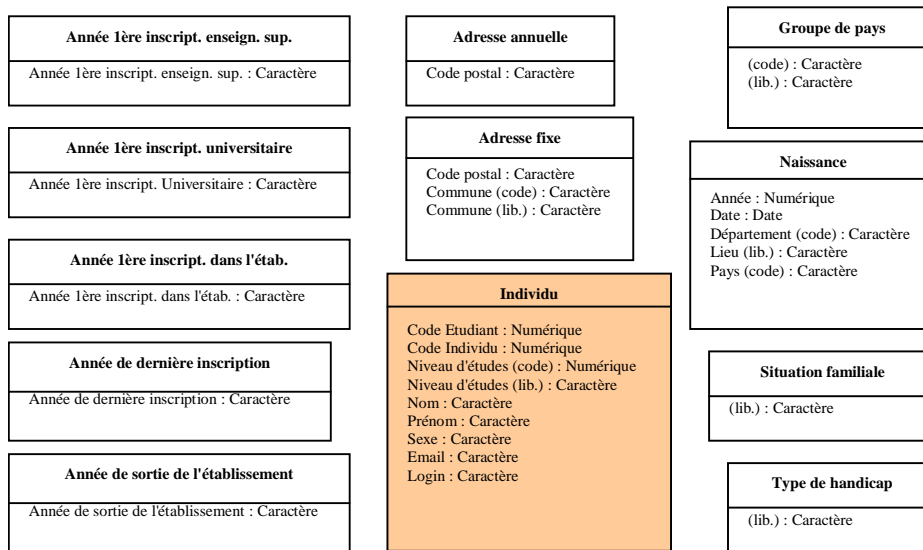 Année 1ère inscript. enseign. sup.
Année 1ère inscript. enseign. sup. : Caractère
Année 1ère inscript. universitaire
Année 1ère inscript. Universitaire : Caractère
Année 1ère inscript. dans l'étab.
Année 1ère inscript. dans l'étab. : Caractère
Année de dernière inscription
Année de dernière inscription : Caractère
Année de sortie de l'établissement
Année de sortie de l'établissement : Caractère
Adresse annuelle
Code postal : Caractère
Adresse fixe
Code postal : Caractère
Commune (code) : Caractère
Commune (lib.) : Caractère
Individu
Code Etudiant : Numérique
Code Individu : Numérique
Niveau d'études (code) : Numérique
Niveau d'études (lib.) : Caractère
Nom : Caractère
Prénom : Caractère
Sexe : Caractère
Email : Caractère
Login : Caractère
Groupe de pays
(code) : Caractère
(lib.) : Caractère
Naissance
Année : Numérique
Date : Date
Département (code) : Caractère
Lieu (lib.) : Caractère
Pays (code) : Caractère
Situation familiale
(lib.) : Caractère
Type de handicap
(lib.) : Caractère